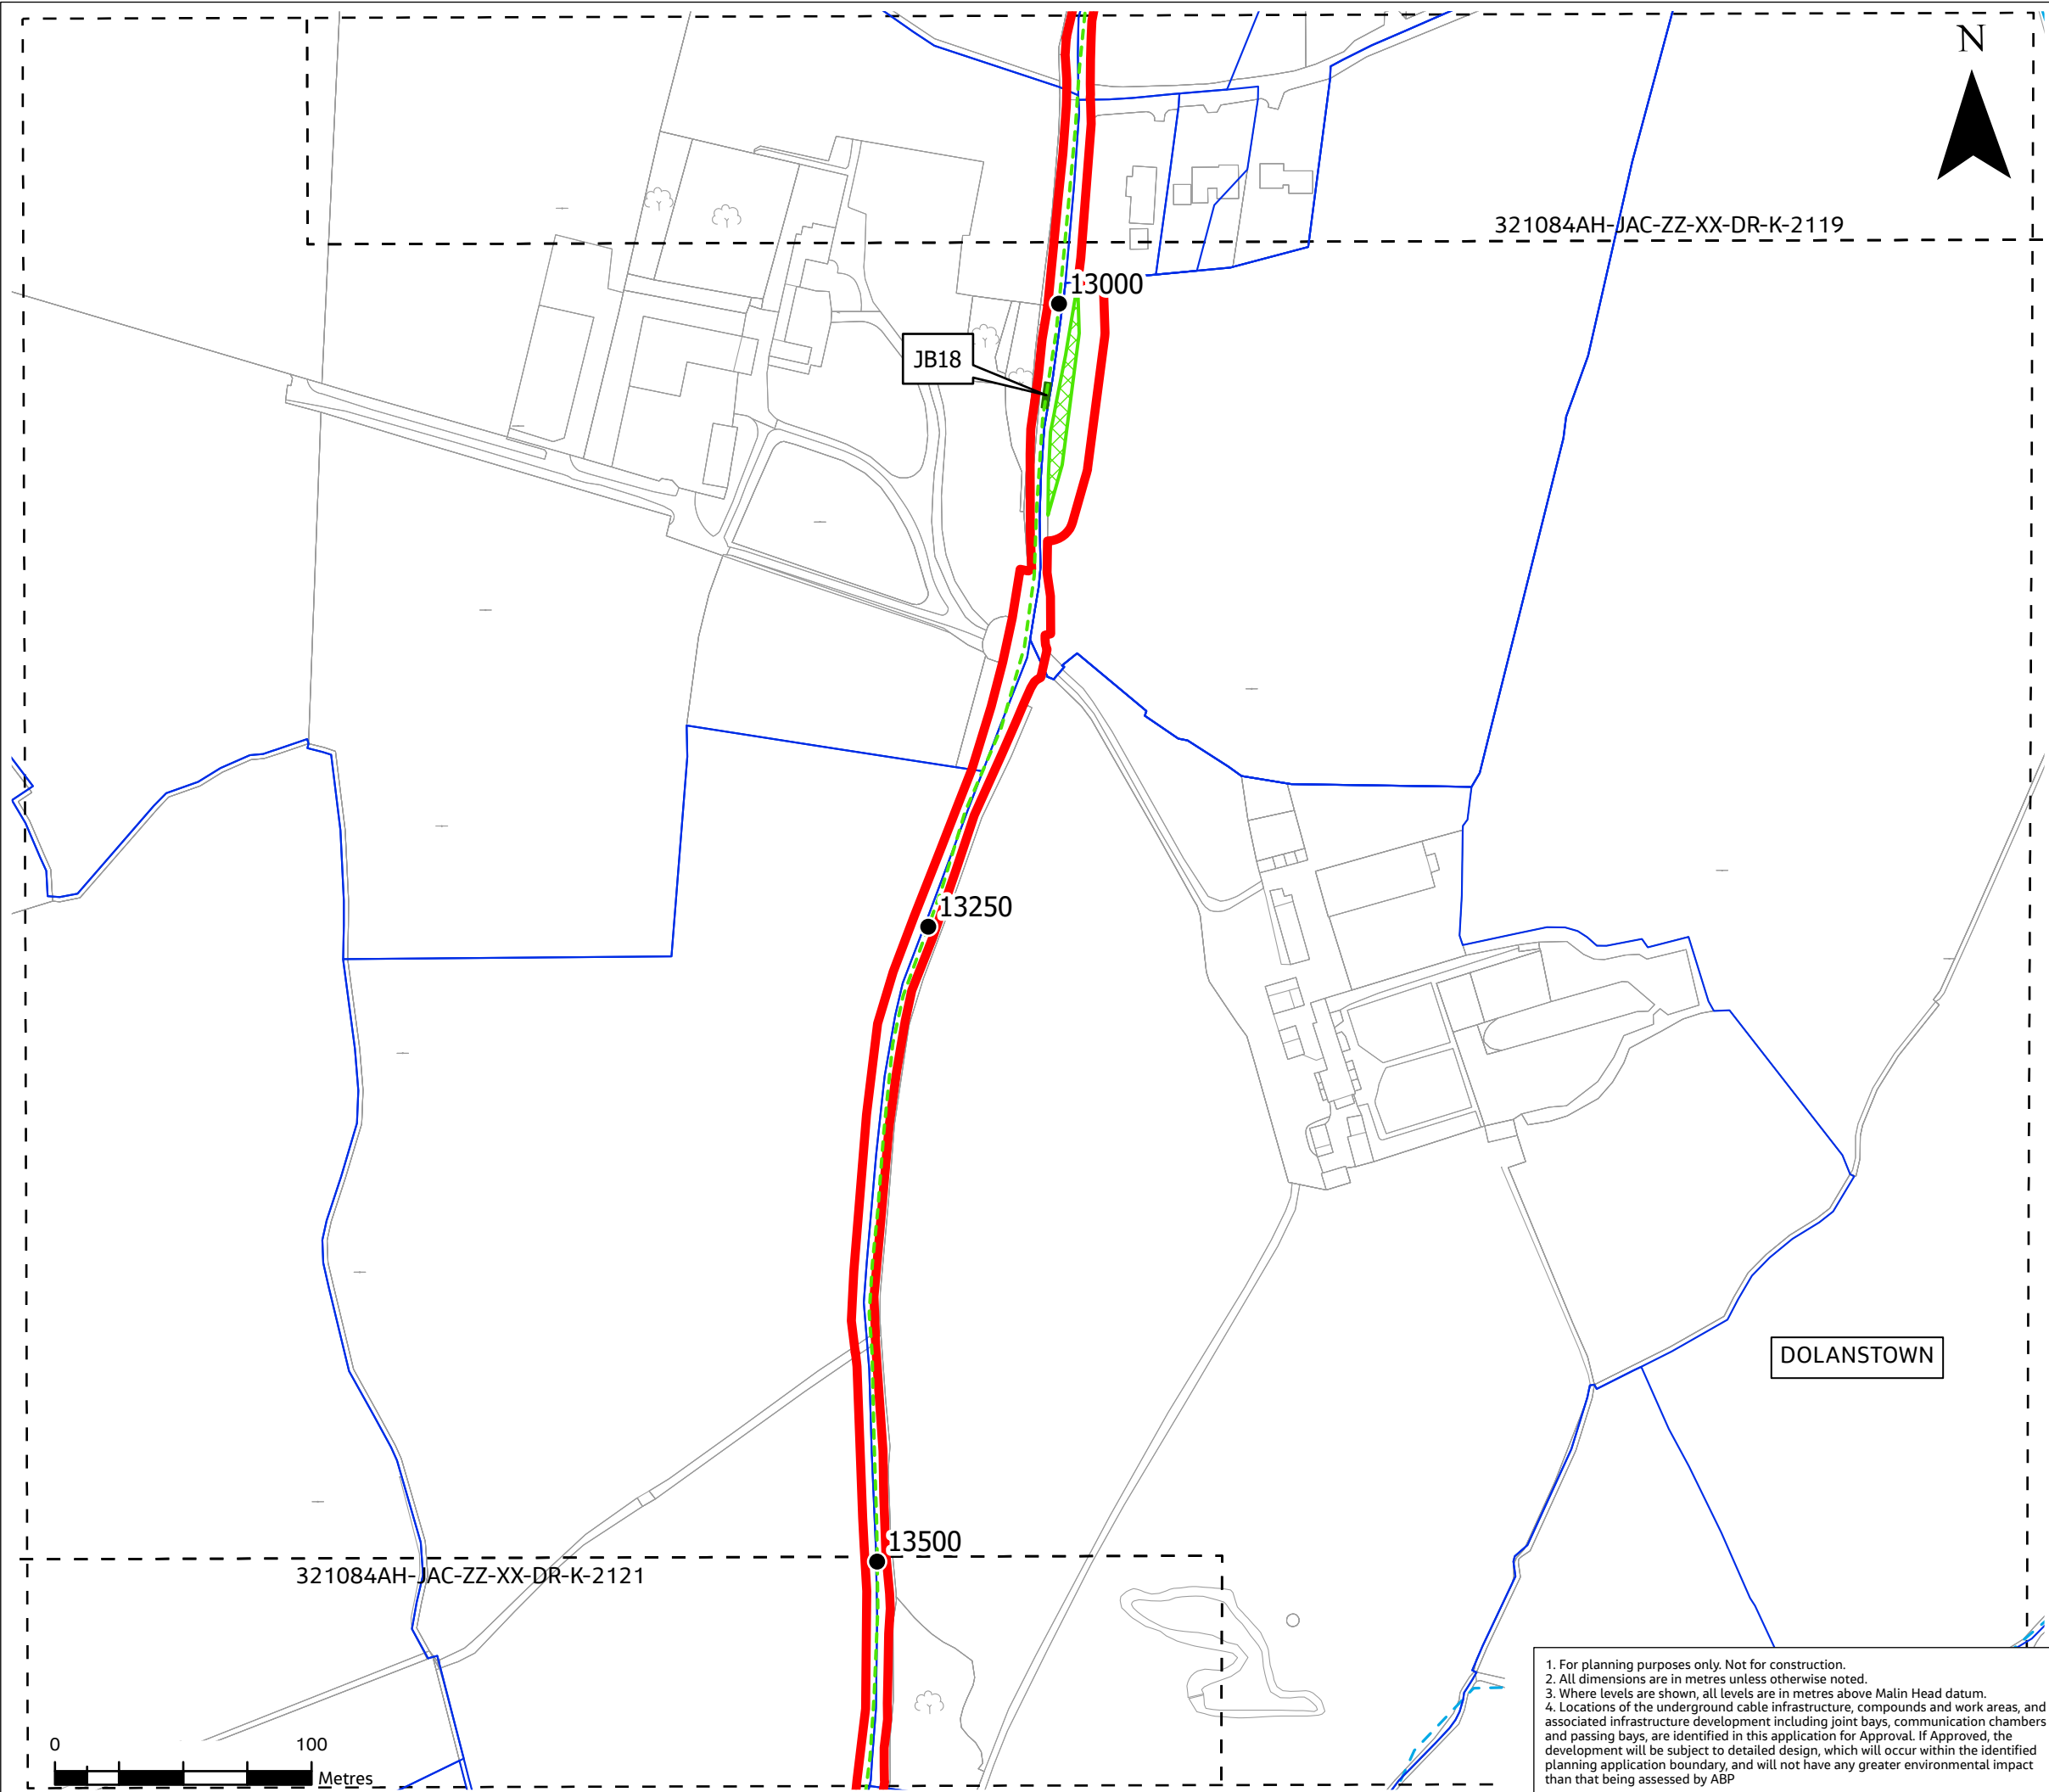 N
321084AH-JAC-ZZ-XX-DR-K-2119
13000
JB18
13250
DOLANSTOWN
13500
321084AH-JAC-ZZ-XX-DR-K-2121
1. For planning purposes only. Not for construction.
2. All dimensions are in metres unless otherwise noted.
3. Where levels are shown, all levels are in metres above Malin Head datum.
4. Locations of the underground cable infrastructure, compounds and work areas, and
associated infrastructure development including joint bays, communication chambers
and passing bays, are identified in this application for Approval. If Approved, the
development will be subject to detailed design, which will occur within the identified
planning application boundary, and will not have any greater environmental impact
than that being assessed by ABP
0 100
Metres